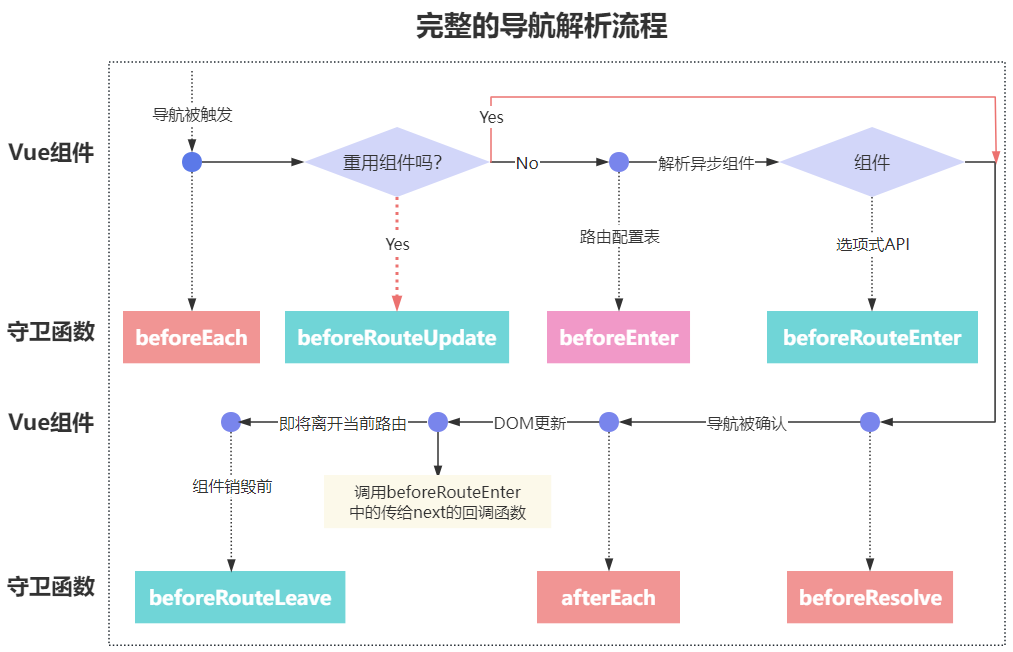 完整的导航解析流程
导航被触发
Yes
Vue组件
重用组件吗?
No
解析异步组件
组件
Yes
路由配置表
选项式API
守卫函数
beforeEach
beforeRouteUpdate
beforeEnter
beforeRouteEnter
Vue组件
即将离开当前路由
DOM更新
导航被确认
组件销毁前
调用beforeRouteEnter
中的传给next的回调函数
守卫函数
beforeRouteLeave
afterEach
beforeResolve